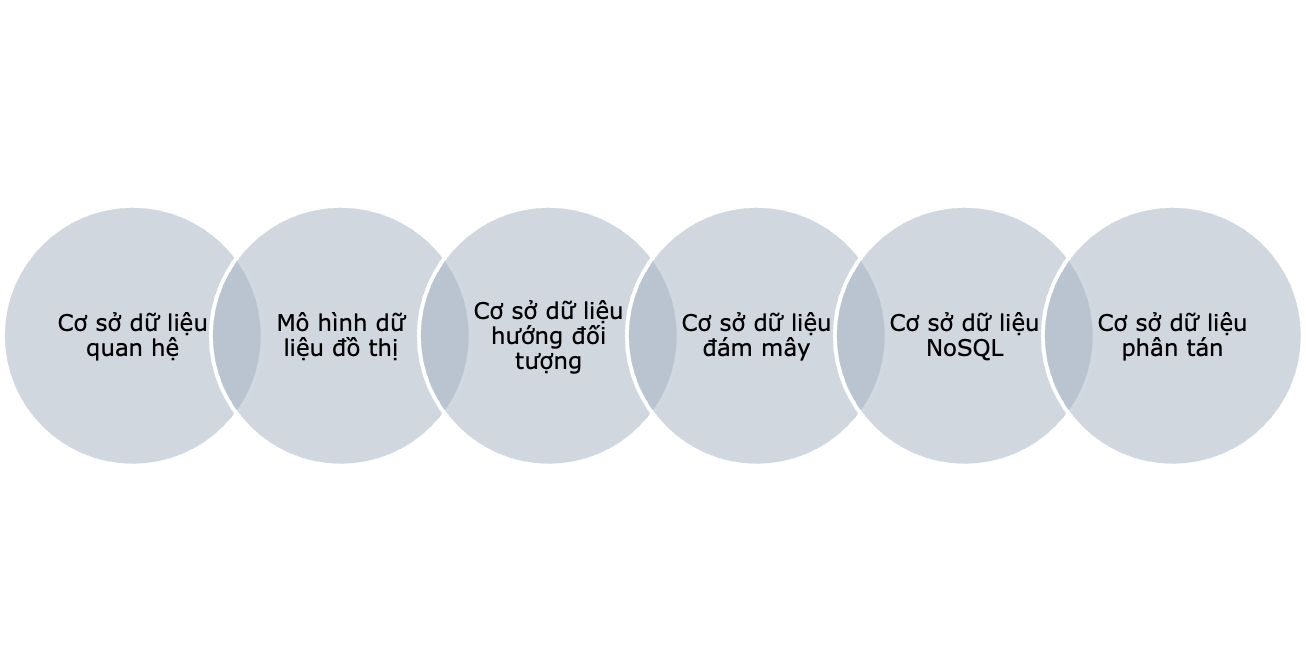 Cơ sở dữ liệu
quan hệ
Mô hình dữ
liệu đồ thị
Cơ sở dữ liệu
hướng đối
tượng
Cơ sở dữ liệu
đám mây
Cơ sở dữ liệu
NoSQL
Cơ sở dữ liệu
phân tán